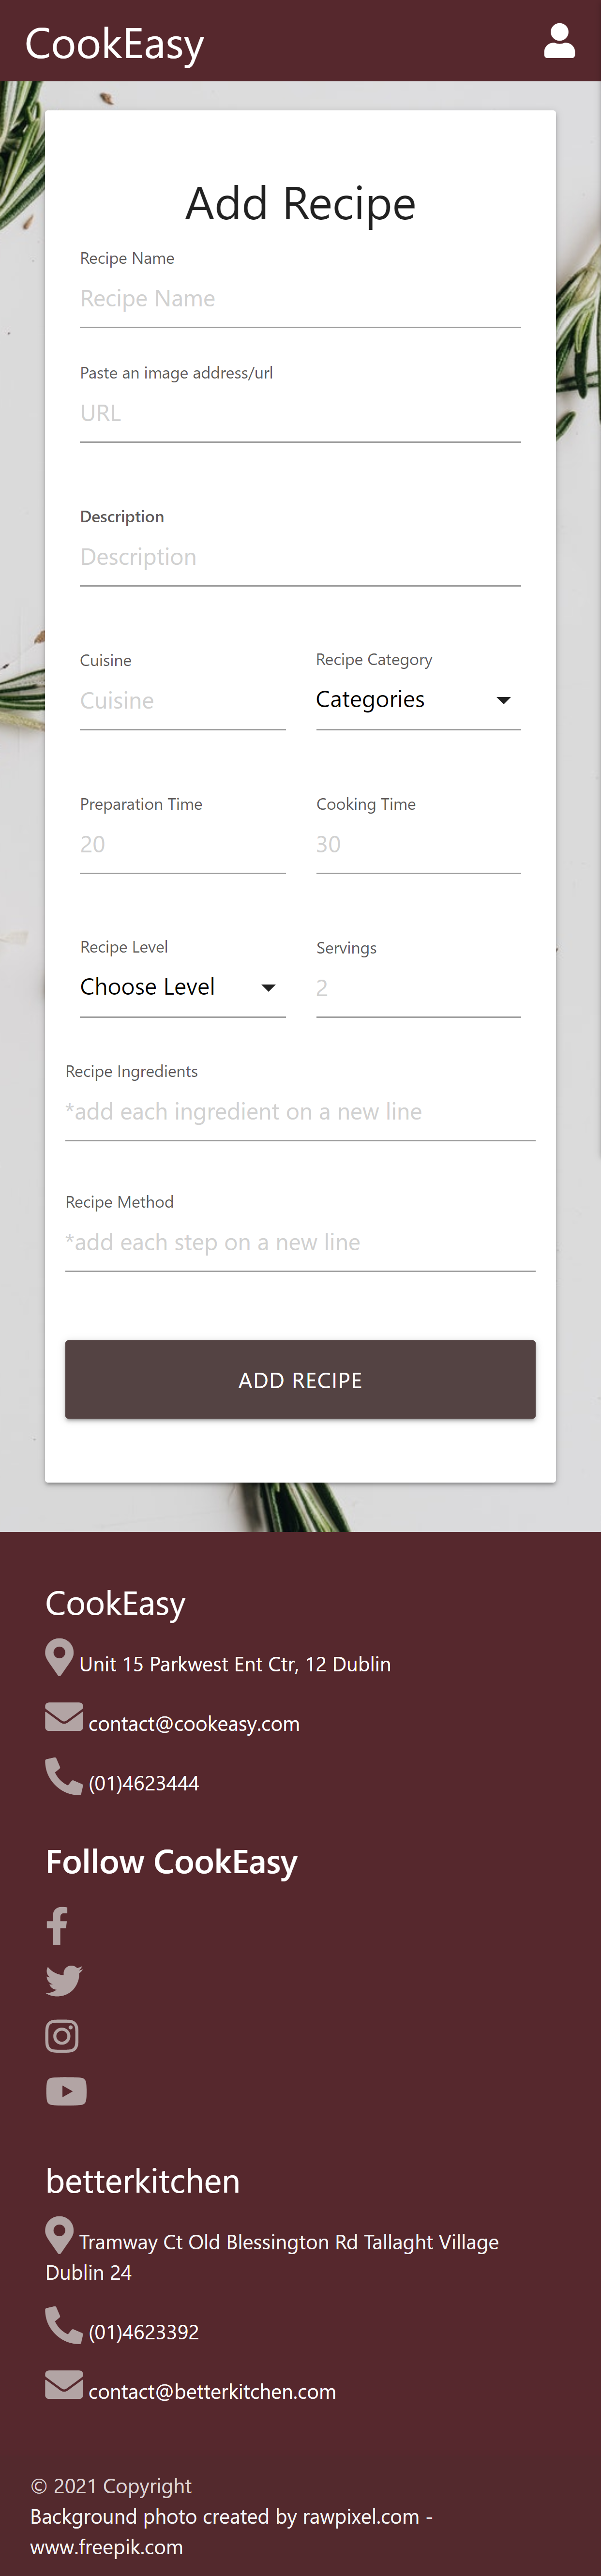 CookEasy
Add Recipe
Recipe Name
Recipe Name
Paste an image address/url
URL
Description
Description
Cuisine
Recipe Category
Cuisine
Categories
Preparation Time
Cooking Time
20
30
Recipe Level
Servings
Choose Level
2
Recipe Ingredients
*add each ingredient on a new line
Recipe Method
*add each step on a new line
ADD RECIPE
CookEasy
Unit 15 Parkwest Ent Ctr, 12 Dublin
contact@cookeasy.com
(01)4623444
Follow CookEasy
betterkitchen
Tramway Ct Old Blessington Rd Tallaght Village
Dublin 24
(01)4623392
contact@betterkitchen.com
© 2021 Copyright
Background photo created by rawpixel.com -
www.freepik.com